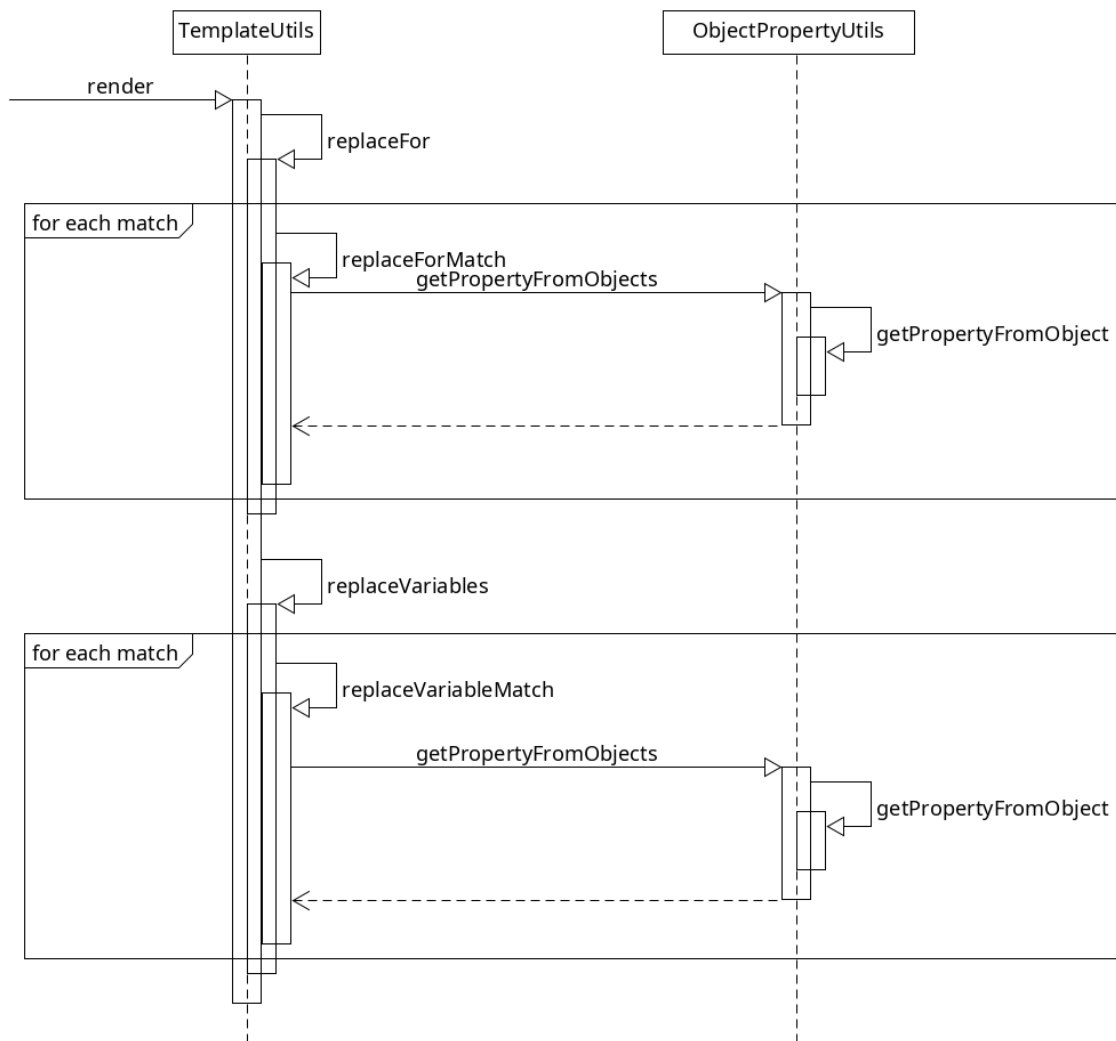 TemplateUtils
ObjectPropertyUtils
render
replaceFor
for each match
replaceForMatch
getPropertyFromObjects
getPropertyFromObject
replaceVariables
for each match
replaceVariableMatch
getPropertyFromObjects
getPropertyFromObject